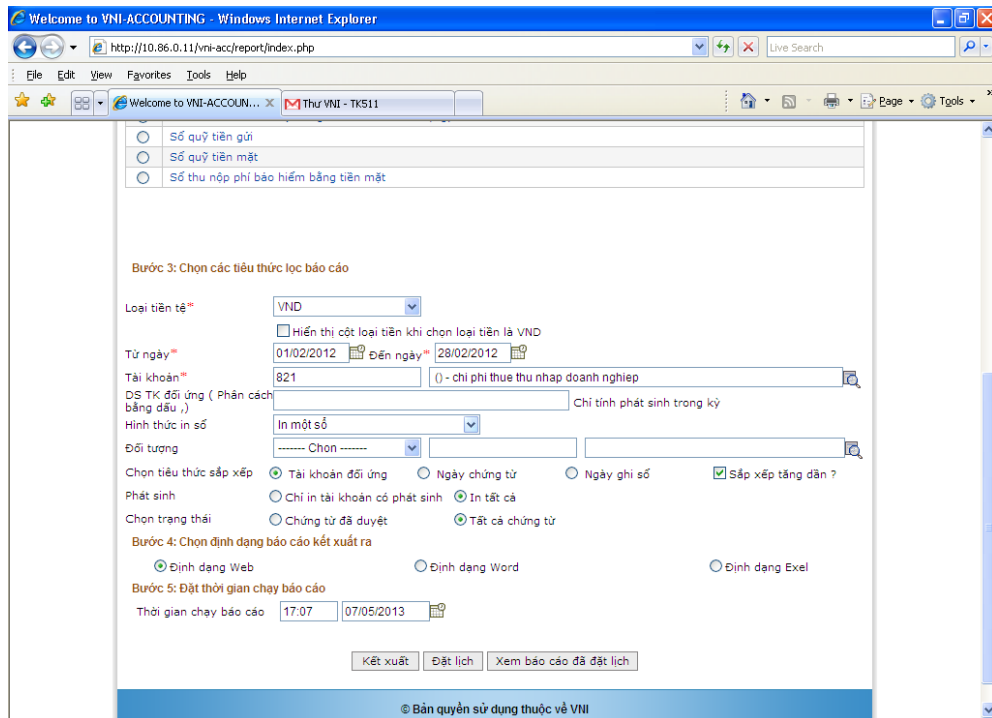 Welcome to VNI-ACCOUNTING - Windows Internet Explorer
http://10.86.0.11/vni-acc/report/index.php Live Search
File Edit View Favorites Tools Help
Welcome to VNI-ACCOUN... X Thư VNI - TK511 Page Tools
Sổ quỹ tiền gửi
Sổ quỹ tiền mặt
Sổ thu nộp phí bảo hiểm bằng tiền mặt
Bước 3: Chọn các tiêu thức lọc báo cáo
Loại tiền tệ* VND
Hiển thị cột loại tiền khi chọn loại tiền là VND
Từ ngày* 01/02/2012 Đến ngày* 28/02/2012
Tài khoản* 821 () - chi phi thue thu nhap doanh nghiep
DS TK đối ứng ( Phân cách bằng dấu ,) Chỉ tính phát sinh trong kỳ
Hình thức in sổ In một sổ
Đối tượng ------- Chon -------
Chọn tiêu thức sắp xếp Tài khoản đối ứng Ngày chứng từ Ngày ghi sổ Sắp xếp tăng dần ?
Phát sinh Chỉ in tài khoản có phát sinh In tất cả
Chọn trạng thái Chứng từ đã duyệt Tất cả chứng từ
Bước 4: Chọn định dạng báo cáo kết xuất ra
Định dạng Web Định dạng Word Định dạng Exel
Bước 5: Đặt thời gian chạy báo cáo
Thời gian chạy báo cáo 17:07 07/05/2013
Kết xuất Đặt lịch Xem báo cáo đã đặt lịch
© Bản quyền sử dụng thuộc về VNI